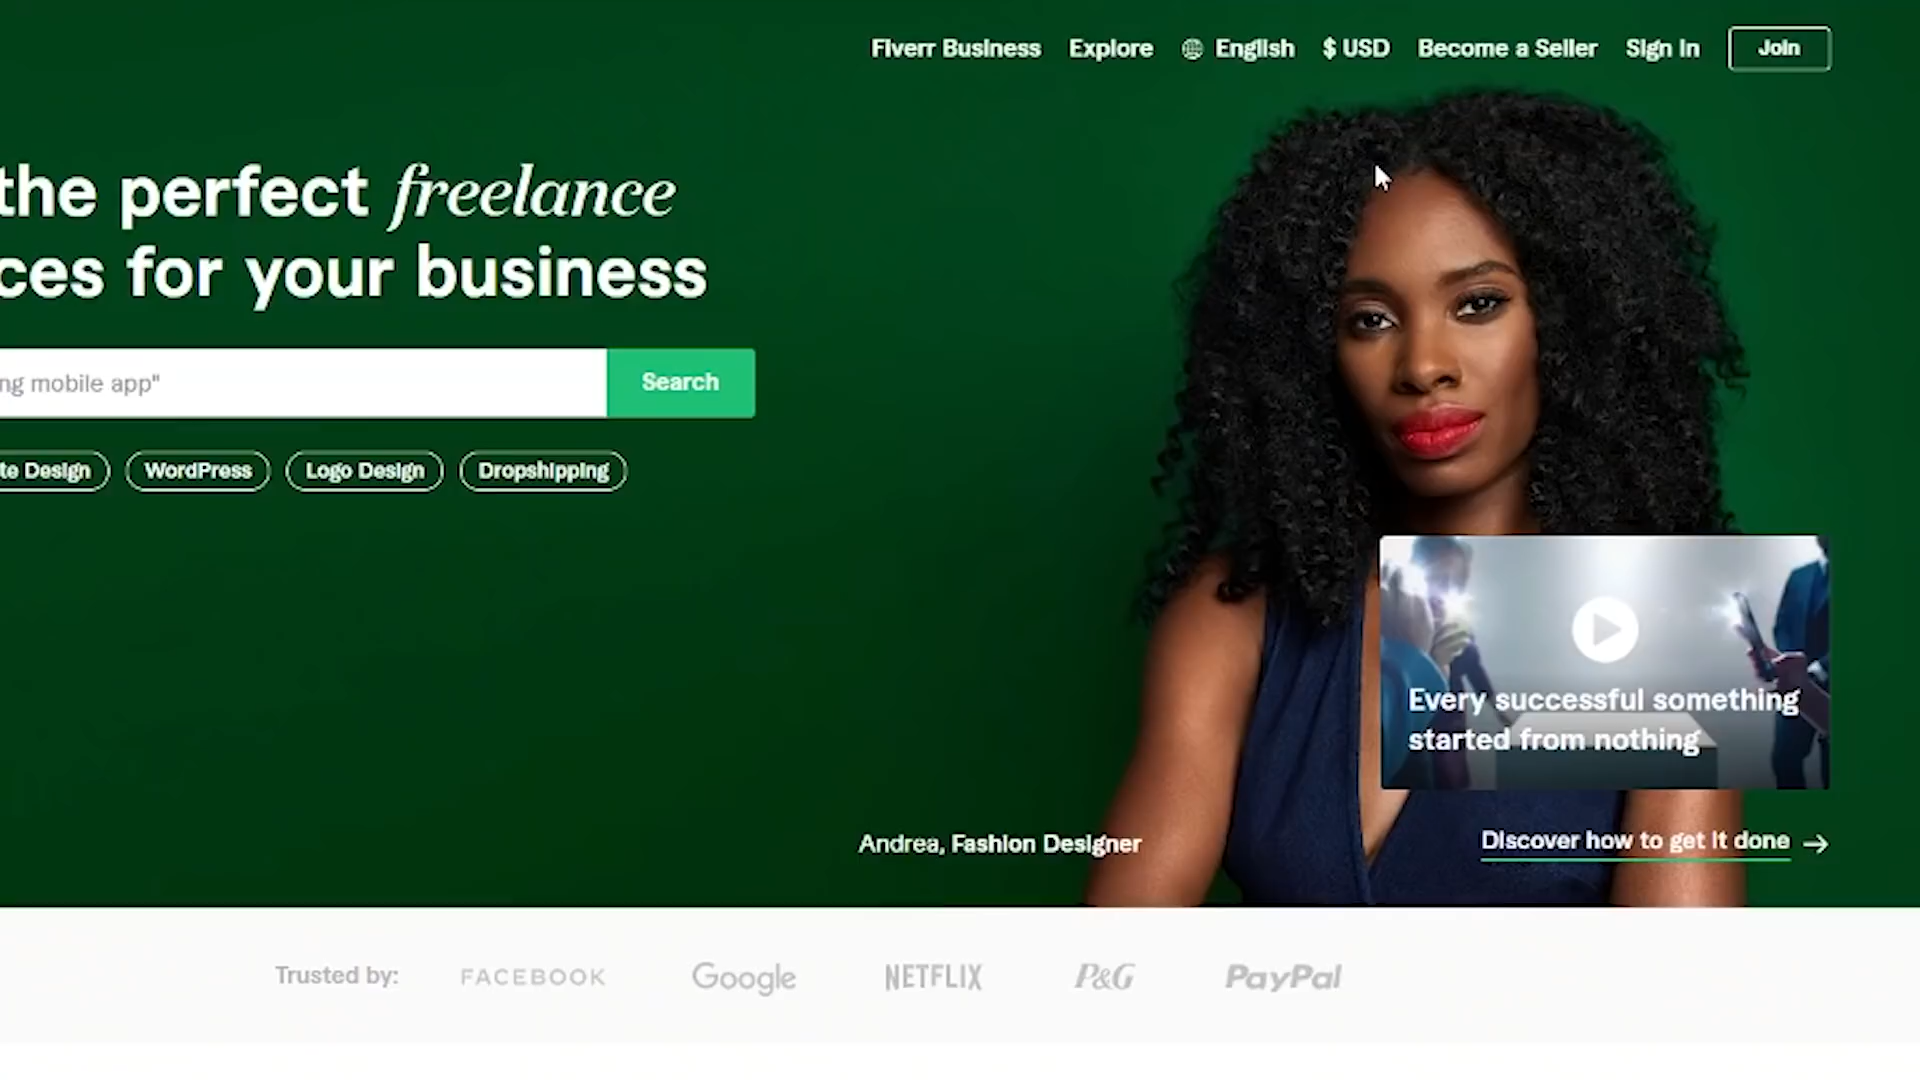 Fiverr Business Explore English $ USD Become a Seller Sign In Join
the perfect freelance
ces for your business
ng mobile app"
Search
te Design WordPress Logo Design Dropshipping
Every successful something
started from nothing
Andrea, Fashion Designer
Discover how to get it done →
Trusted by: FACEBOOK Google NETFLIX P&G PayPal